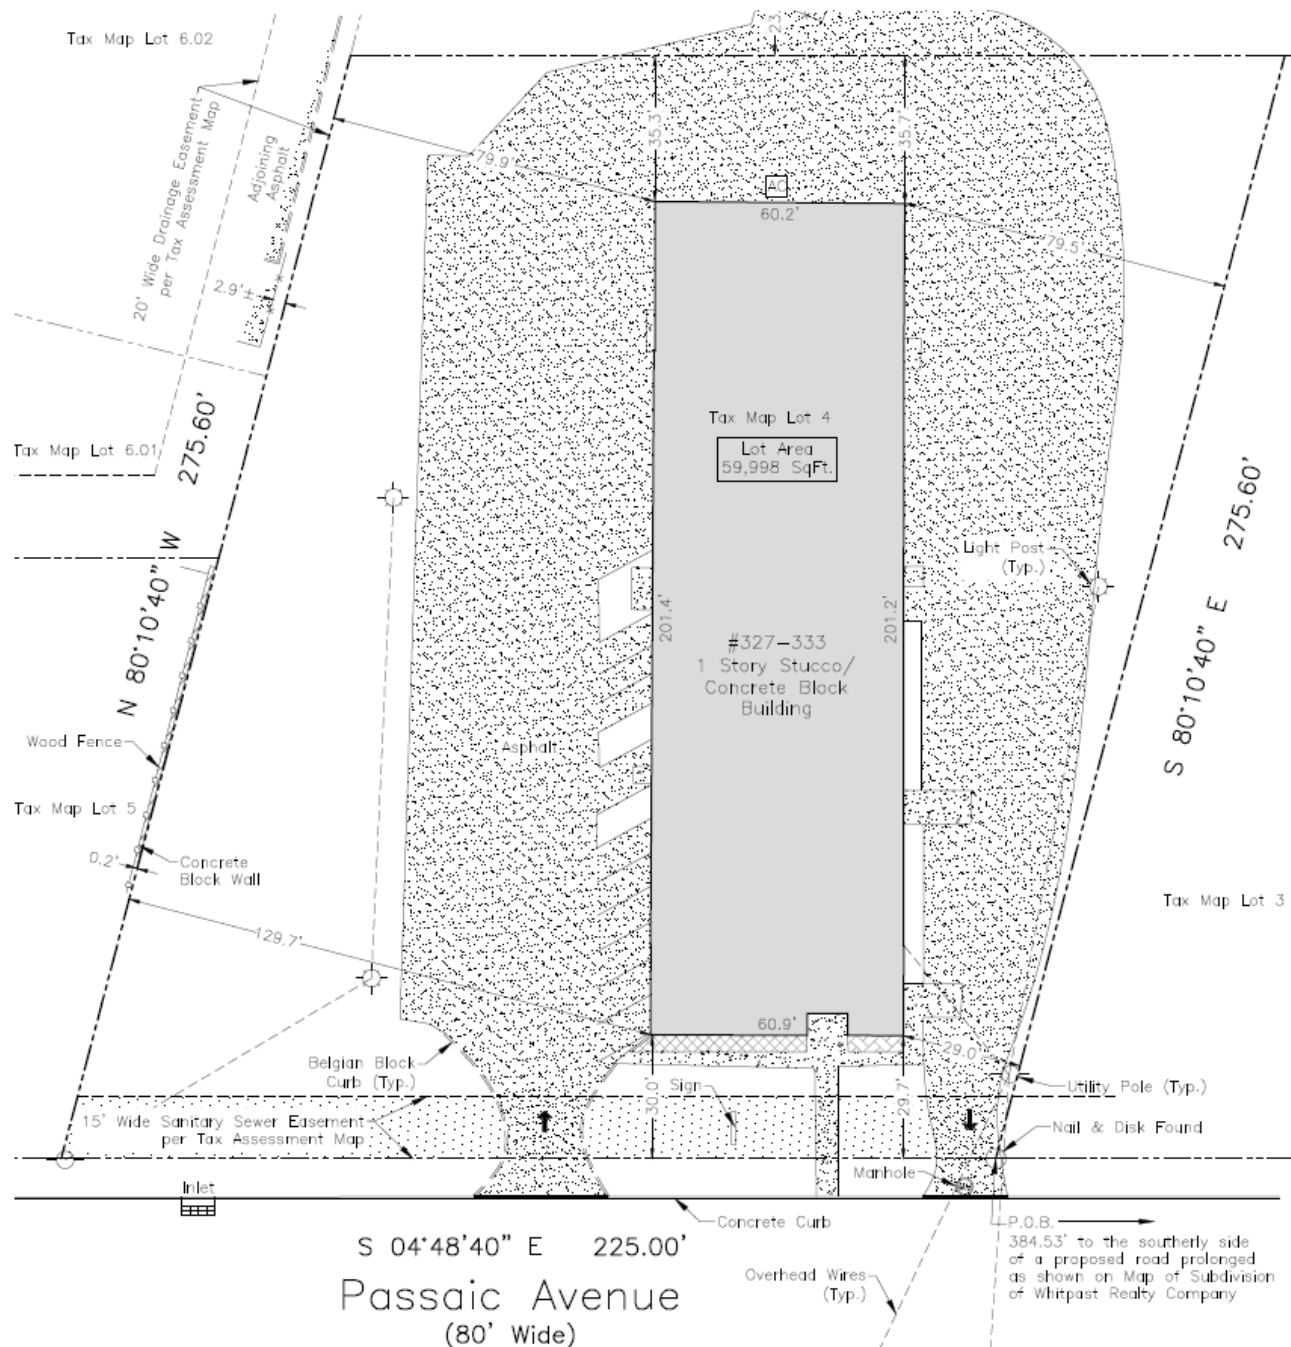 Tax Map Lot 6.02
23.
20' Wide Drainage Easement
per Tax Assessment Map
Adjoining
Asphalt
79.9'
35.3'
35.7'
AC
60.2'
79.5'
2.9'±
Tax Map Lot 6.01
275.60'
N 80°10'40" W
Tax Map Lot 4
Lot Area
59,998 SqFt.
275.60'
S 80°10'40" E
Light Post
(Typ.)
201.4'
201.2'
#327-333
1 Story Stucco/
Concrete Block
Building
Wood Fence
Asphalt
Tax Map Lot 5
0.2'
Concrete
Block Wall
Tax Map Lot 3
129.7'
60.9'
29.0'
Belgian Block
Curb (Typ.)
Sign
30.0'
29.7'
Utility Pole (Typ.)
15' Wide Sanitary Sewer Easement
per Tax Assessment Map
Nail & Disk Found
Manhole
Inlet
Concrete Curb
P.O.B.
384.53' to the southerly side
of a proposed road prolonged
as shown on Map of Subdivision
of Whitpast Realty Company
S 04°48'40" E 225.00'
Overhead Wires
(Typ.)
Passaic Avenue
(80' Wide)